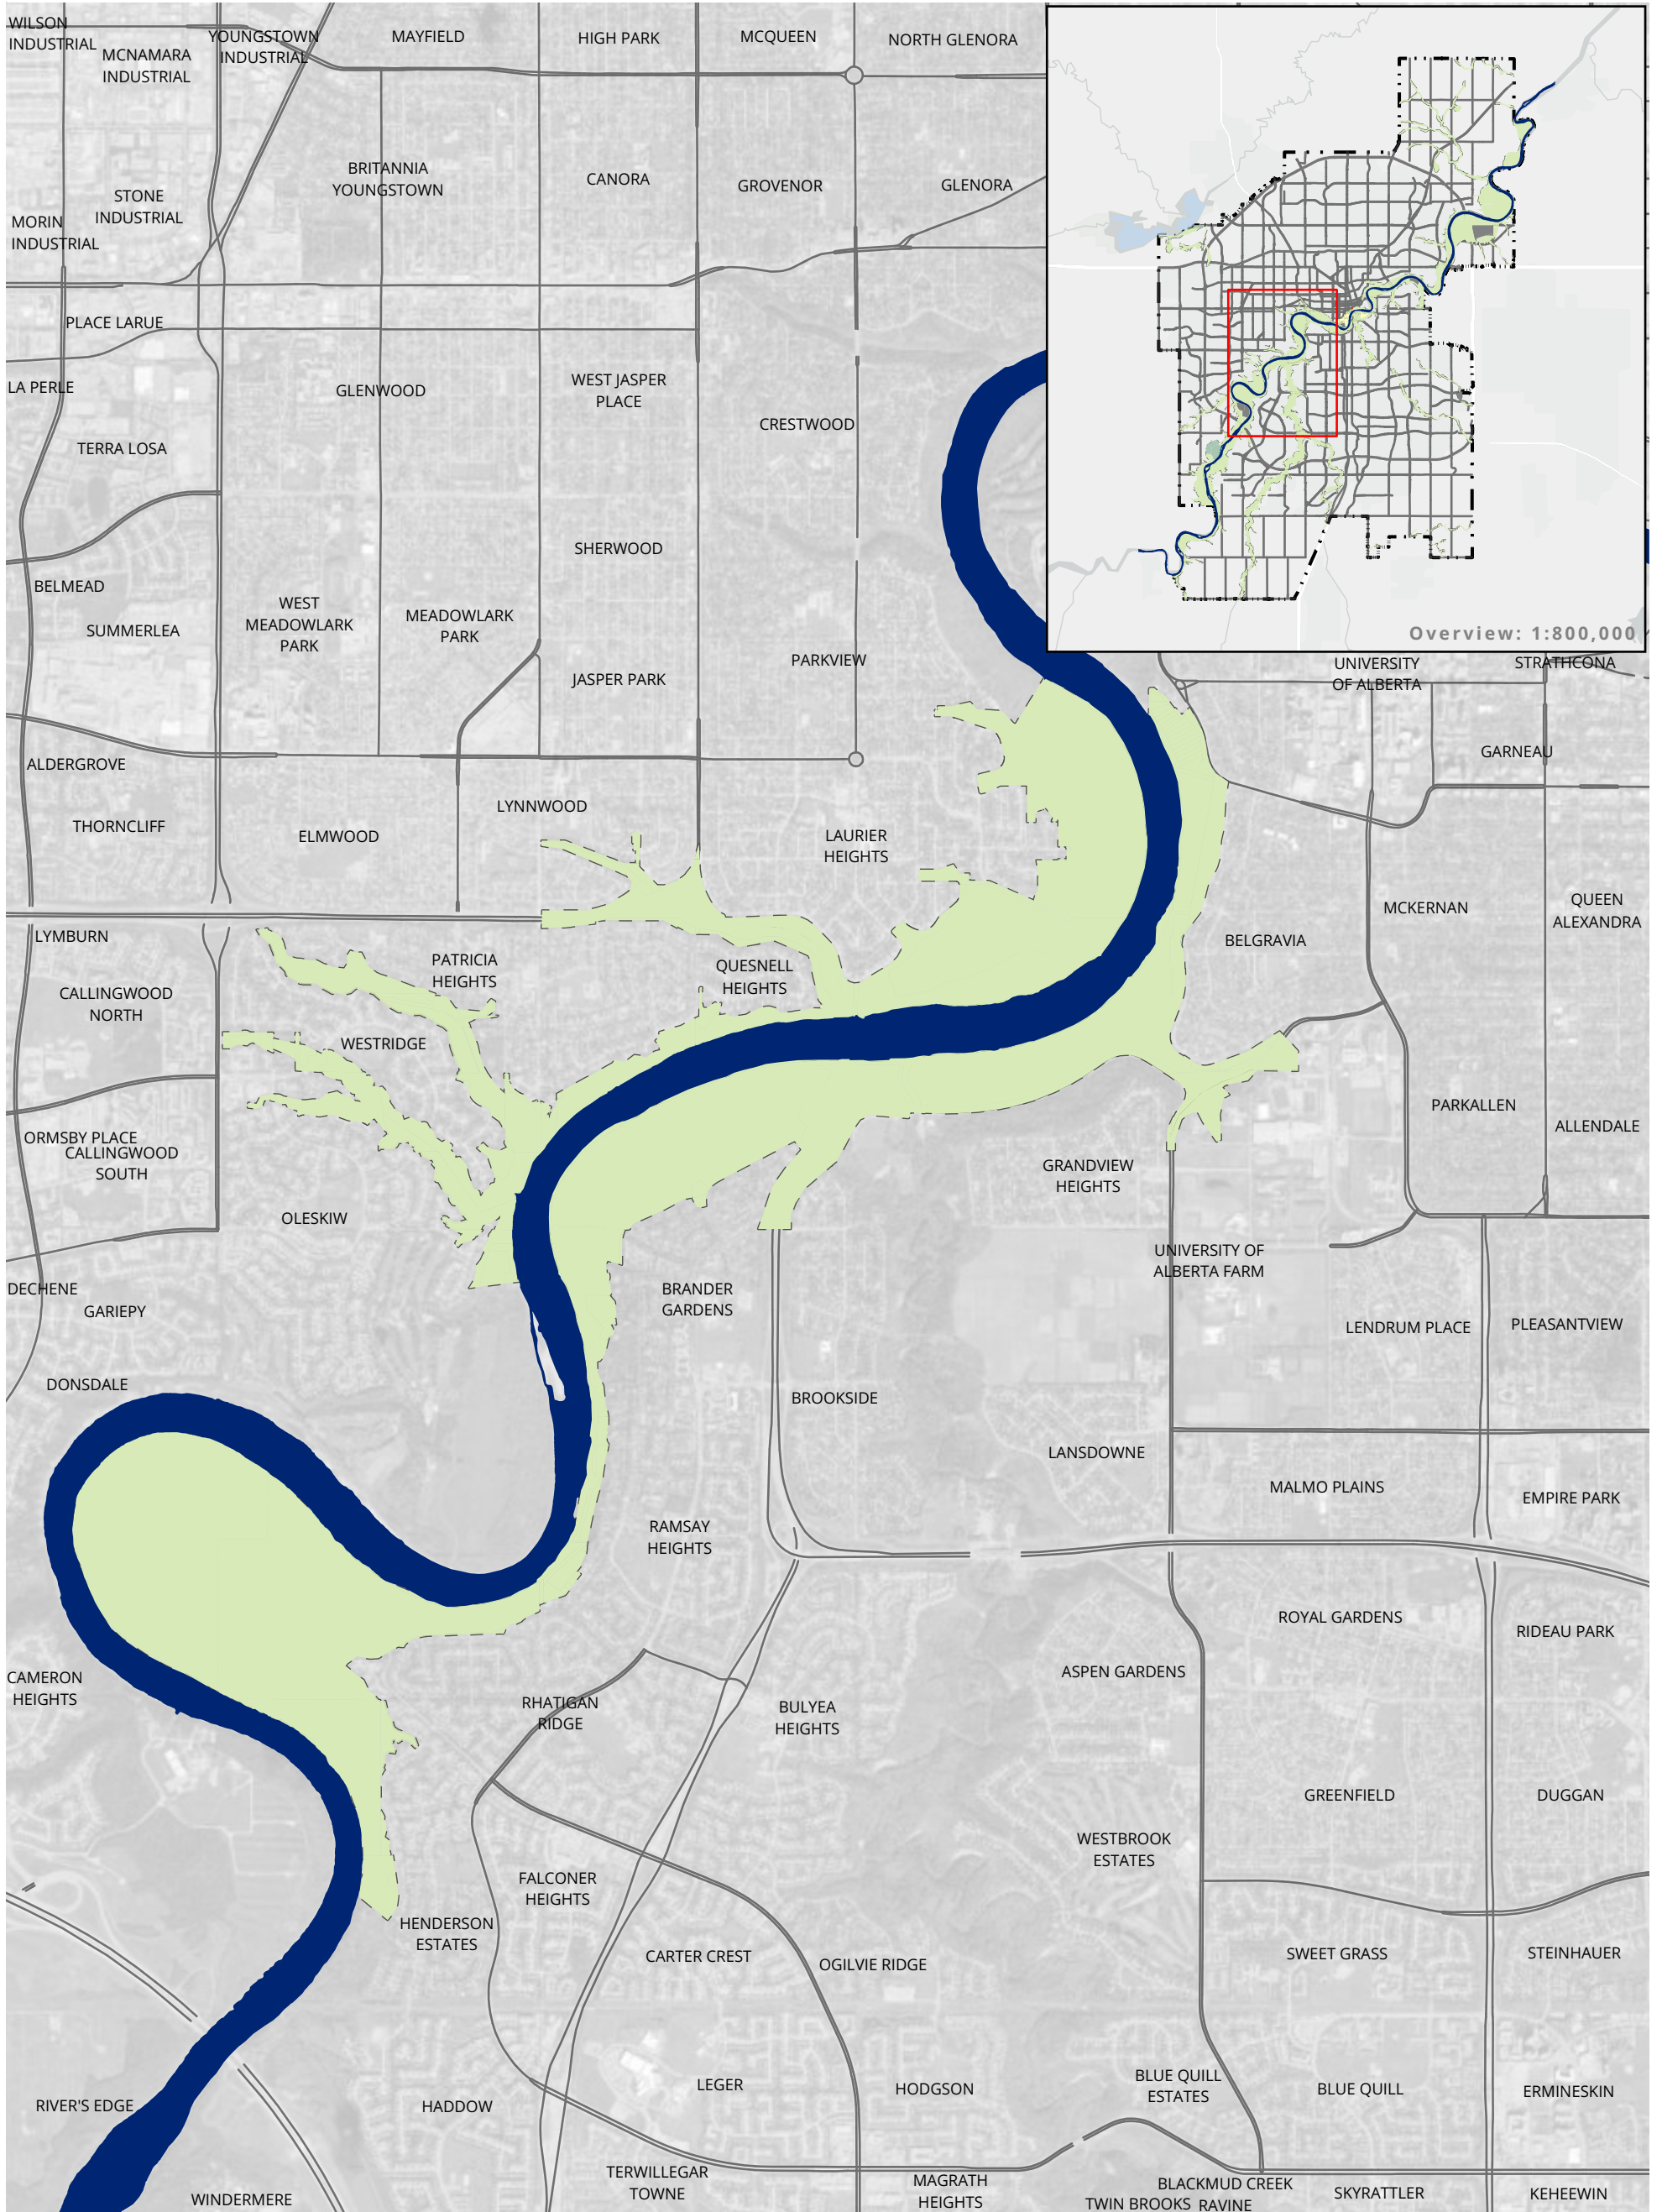 WILSON
INDUSTRIAL
MCNAMARA
INDUSTRIAL
YOUNGSTOWN
INDUSTRIAL
MAYFIELD
HIGH PARK
MCQUEEN
NORTH GLENORA
BRITANNIA
YOUNGSTOWN
CANORA
GROVENOR
GLENORA
STONE
INDUSTRIAL
MORIN
INDUSTRIAL
PLACE LARUE
LA PERLE
GLENWOOD
WEST JASPER
PLACE
CRESTWOOD
TERRA LOSA
SHERWOOD
BELMEAD
SUMMERLEA
WEST
MEADOWLARK
PARK
MEADOWLARK
PARK
JASPER PARK
PARKVIEW
Overview: 1:800,000
UNIVERSITY
OF ALBERTA
STRATHCONA
GARNEAU
ALDERGROVE
THORNCLIFF
ELMWOOD
LYNNWOOD
LAURIER
HEIGHTS
MCKERNAN
QUEEN
ALEXANDRA
BELGRAVIA
LYMBURN
PATRICIA
HEIGHTS
QUESNELL
HEIGHTS
CALLINGWOOD
NORTH
WESTRIDGE
PARKALLEN
ALLENDALE
ORMSBY PLACE
CALLINGWOOD
SOUTH
GRANDVIEW
HEIGHTS
OLESKIW
UNIVERSITY OF
ALBERTA FARM
DECHENE
GARIEPY
BRANDER
GARDENS
LENDRUM PLACE
PLEASANTVIEW
DONSDALE
BROOKSIDE
LANSDOWNE
MALMO PLAINS
EMPIRE PARK
RAMSAY
HEIGHTS
ROYAL GARDENS
RIDEAU PARK
CAMERON
HEIGHTS
ASPEN GARDENS
RHATIGAN
RIDGE
BULYEA
HEIGHTS
GREENFIELD
DUGGAN
WESTBROOK
ESTATES
FALCONER
HEIGHTS
HENDERSON
ESTATES
CARTER CREST
OGILVIE RIDGE
SWEET GRASS
STEINHAUER
RIVER'S EDGE
HADDOW
LEGER
HODGSON
BLUE QUILL
ESTATES
BLUE QUILL
ERMINESKIN
WINDERMERE
TERWILLEGAR
TOWNE
MAGRATH
HEIGHTS
BLACKMUD CREEK
RAVINE
TWIN BROOKS
SKYRATTLER
KEHEEWIN